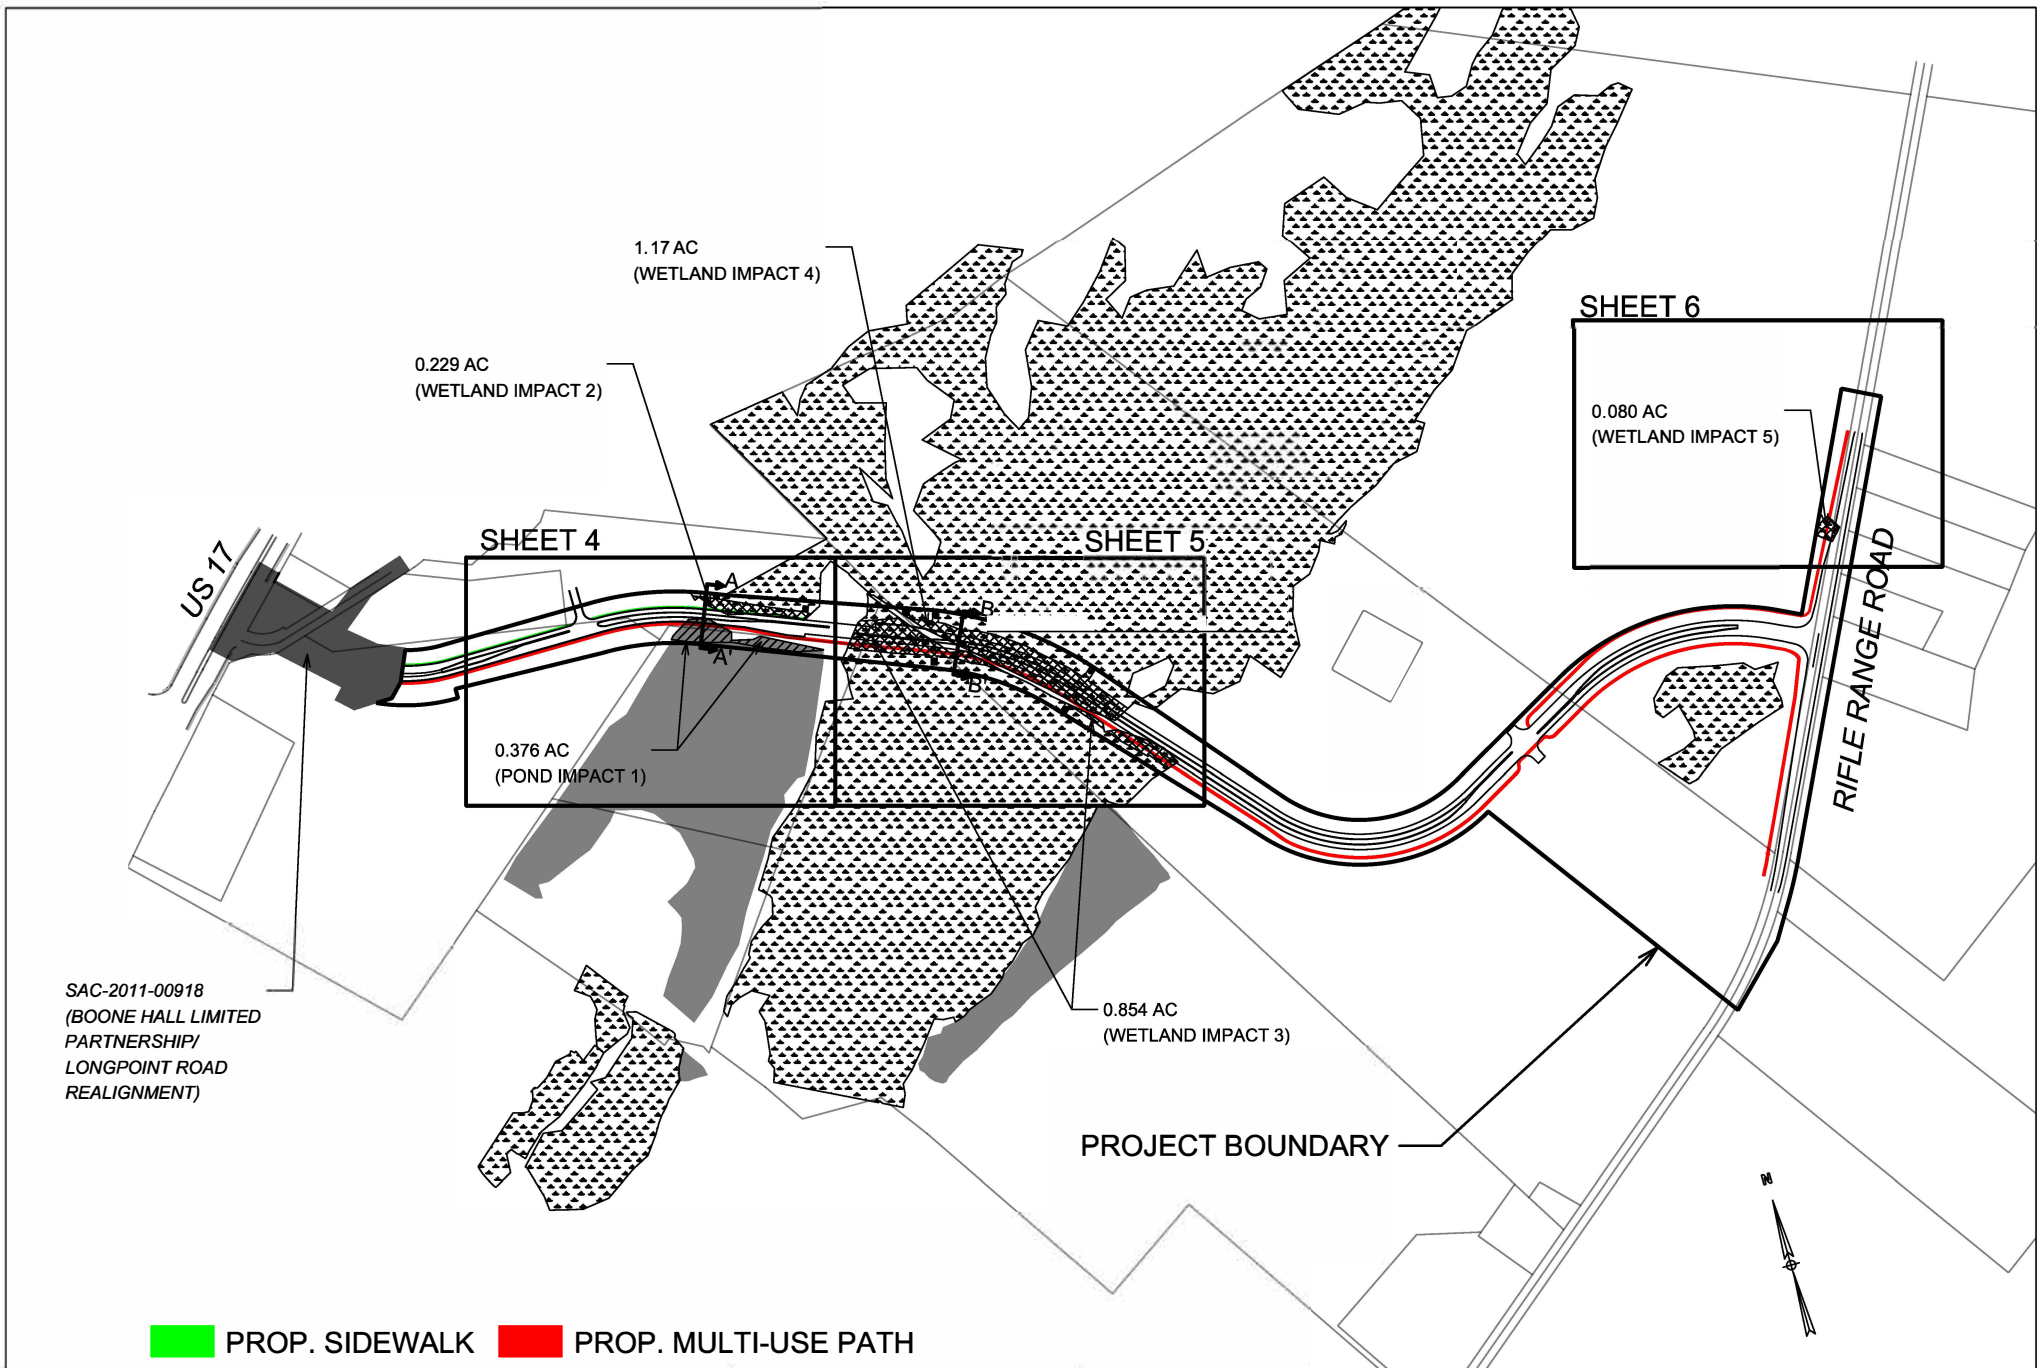 1.17 AC
(WETLAND IMPACT 4)
SHEET 6
0.229 AC
(WETLAND IMPACT 2)
0.080 AC
(WETLAND IMPACT 5)
US 17
SHEET 4
SHEET 5
A
B
A'
B'
RIFLE RANGE ROAD
0.376 AC
(POND IMPACT 1)
SAC-2011-00918
(BOONE HALL LIMITED
PARTNERSHIP/
LONGPOINT ROAD
REALIGNMENT)
0.854 AC
(WETLAND IMPACT 3)
PROJECT BOUNDARY
N
PROP. SIDEWALK
PROP. MULTI-USE PATH